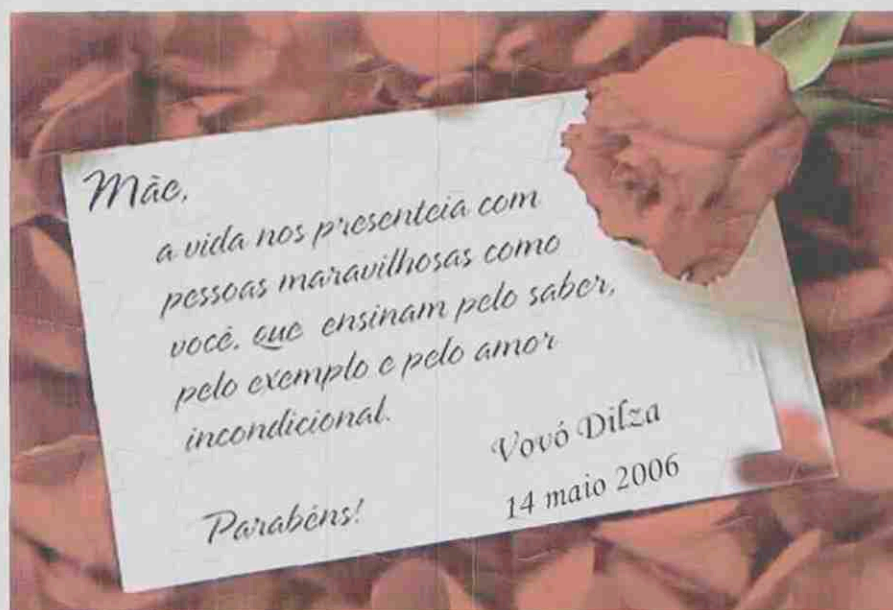 Mãe,
a vida nos presenteia com
pessoas maravilhosas como
você, que ensinam pelo saber,
pelo exemplo e pelo amor
incondicional.
Vovó Dilza
Parabéns!
14 maio 2006